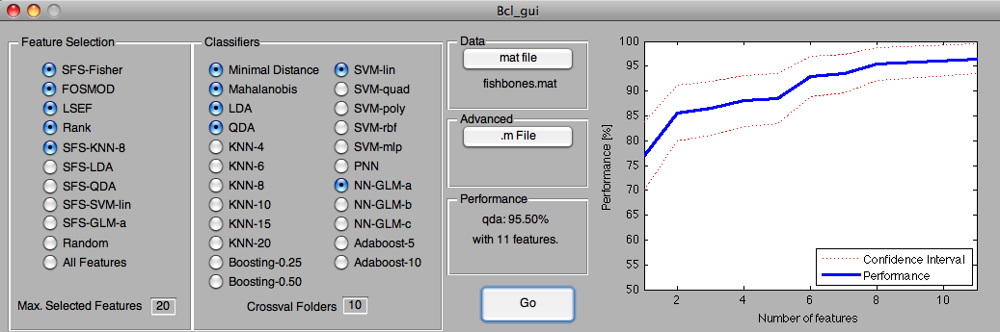 Bcl_gui
Feature Selection
SFS-Fisher
FOSMOD
LSEF
Rank
SFS-KNN-8
SFS-LDA
SFS-QDA
SFS-SVM-lin
SFS-GLM-a
Random
All Features
Max. Selected Features 20
Classifiers
Minimal Distance
Mahalanobis
LDA
QDA
KNN-4
KNN-6
KNN-8
KNN-10
KNN-15
KNN-20
Boosting-0.25
Boosting-0.50
SVM-lin
SVM-quad
SVM-poly
SVM-rbf
SVM-mlp
PNN
NN-GLM-a
NN-GLM-b
NN-GLM-c
Adaboost-5
Adaboost-10
Crossval Folders 10
Data
mat file
fishbones.mat
Advanced
.m File
Performance
qda: 95.50%
with 11 features.
Go
Performance [%]
100
95
90
85
80
75
70
65
60
55
50
2 4 6 8 10
Number of features
Confidence Interval
Performance